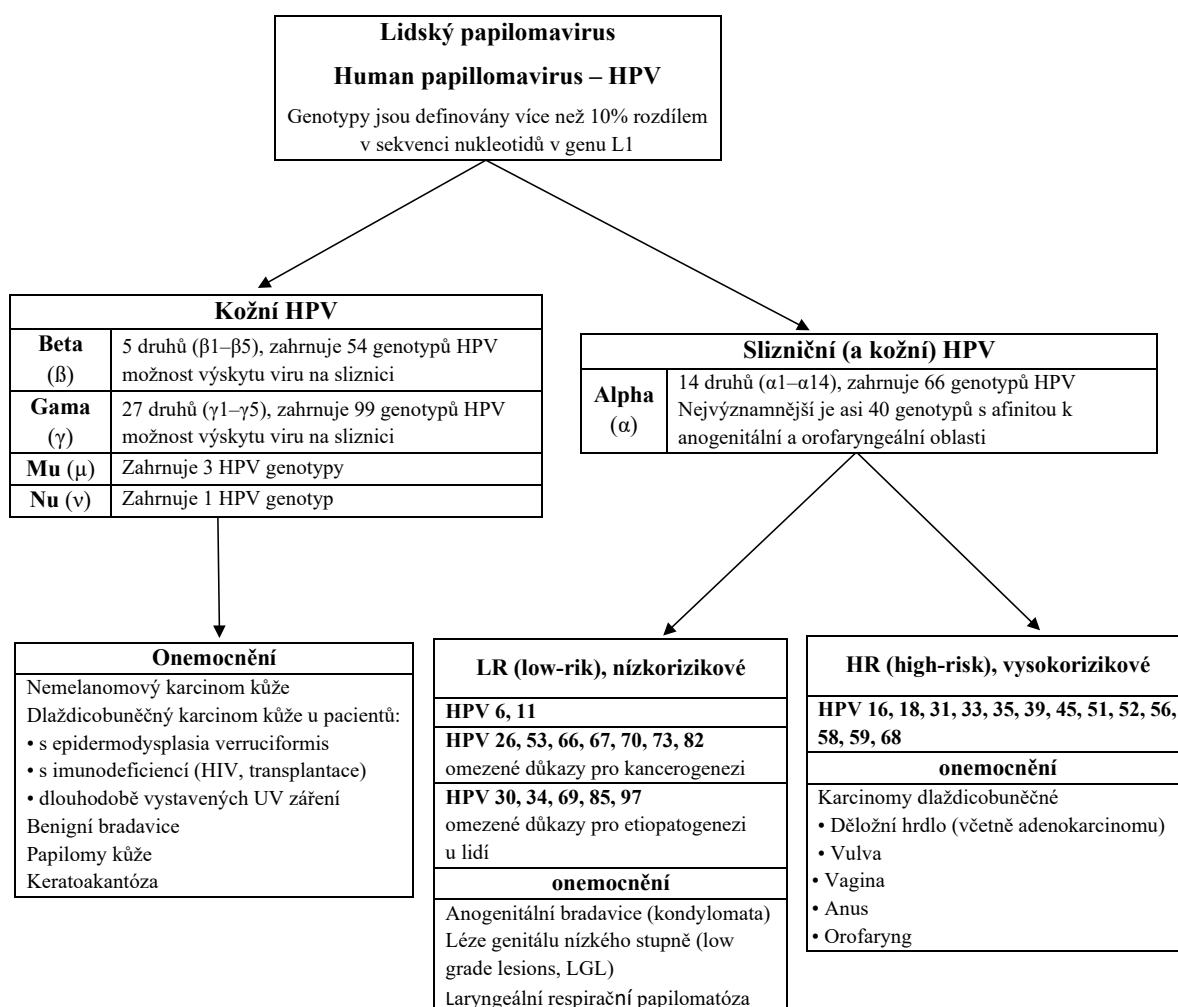 Lidský papilomavirus
Human papillomavirus – HPV
Genotypy jsou definovány více než 10% rozdílem
v sekvenci nukleotidů v genu L1
Kožní HPV
Beta
(ß)
5 druhů (β1–β5), zahrnuje 54 genotypů HPV
možnost výskytu viru na sliznici
Gama
(γ)
27 druhů (γ1–γ5), zahrnuje 99 genotypů HPV
možnost výskytu viru na sliznici
Mu (μ)
Zahrnuje 3 HPV genotypy
Nu (ν)
Zahrnuje 1 HPV genotyp
Slizniční (a kožní) HPV
Alpha
(α)
14 druhů (α1–α14), zahrnuje 66 genotypů HPV
Nejvýznamnější je asi 40 genotypů s afinitou k
anogenitální a orofaryngeální oblasti
Onemocnění
Nemelanomový karcinom kůže
Dlaždicobuněčný karcinom kůže u pacientů:
• s epidermodysplasia verruciformis
• s imunodeficiencí (HIV, transplantace)
• dlouhodobě vystavených UV záření
Benigní bradavice
Papilomy kůže
Keratoakantóza
LR (low-rik), nízkorizikové
HPV 6, 11
HPV 26, 53, 66, 67, 70, 73, 82
omezené důkazy pro kancerogenezi
HPV 30, 34, 69, 85, 97
omezené důkazy pro etiopatogenezi
u lidí
onemocnění
Anogenitální bradavice (kondylomata)
Léze genitálu nízkého stupně (low
grade lesions, LGL)
Laryngeální respirační papilomatóza
HR (high-risk), vysokorizikové
HPV 16, 18, 31, 33, 35, 39, 45, 51, 52, 56,
58, 59, 68
onemocnění
Karcinomy dlaždicobuněčné
• Děložní hrdlo (včetně adenokarcinomu)
• Vulva
• Vagina
• Anus
• Orofaryng